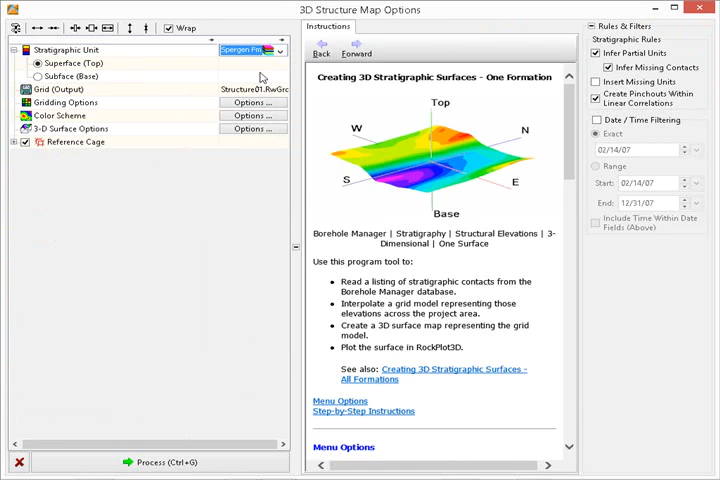 3D Structure Map Options
Wrap
Stratigraphic Unit
Spergen Fm
Superface (Top)
Subface (Base)
Grid (Output)
Structure01.RwGrc
Gridding Options
Options ...
Color Scheme
Options ...
3-D Surface Options
Options ...
Reference Cage
Process (Ctrl+G)
Instructions
Back
Forward
Creating 3D Stratigraphic Surfaces - One Formation
Top
W
N
S
E
Base
Borehole Manager | Stratigraphy | Structural Elevations | 3-
Dimensional | One Surface
Use this program tool to:
• Read a listing of stratigraphic contacts from the
Borehole Manager database.
• Interpolate a grid model representing those
elevations across the project area.
• Create a 3D surface map representing the grid
model.
• Plot the surface in RockPlot3D.
See also: Creating 3D Stratigraphic Surfaces -
All Formations
Menu Options
Step-by-Step Instructions
Menu Options
Rules & Filters
Stratigraphic Rules
Infer Partial Units
Infer Missing Contacts
Insert Missing Units
Create Pinchouts Within
Linear Correlations
Date / Time Filtering
Exact
02/14/07
Range
Start: 02/14/07
End: 12/31/07
Include Time Within Date
Fields (Above)